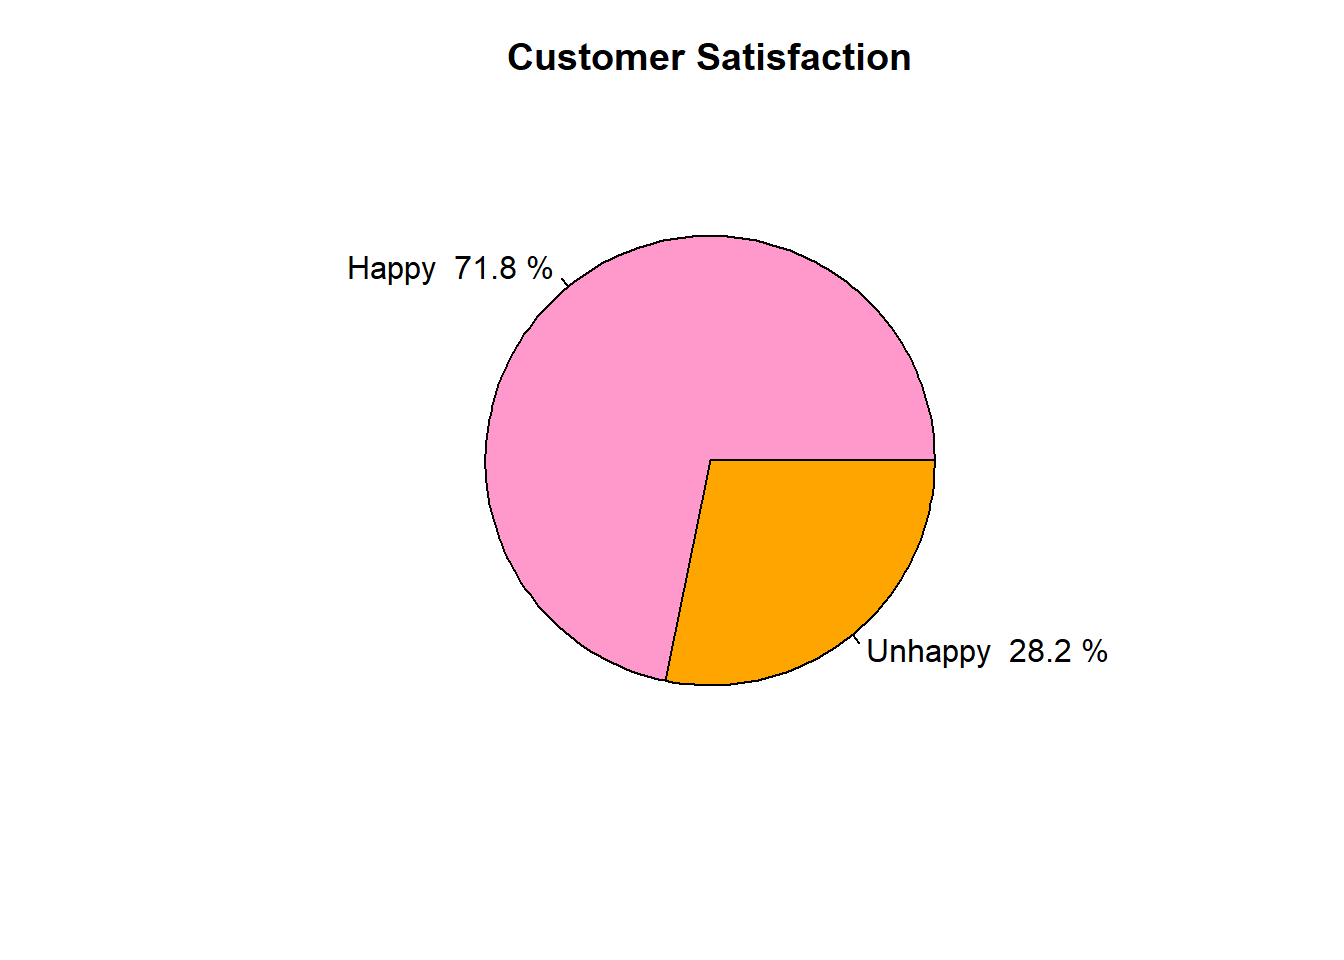 Customer Satisfaction
Happy  71.8 %
Unhappy  28.2 %